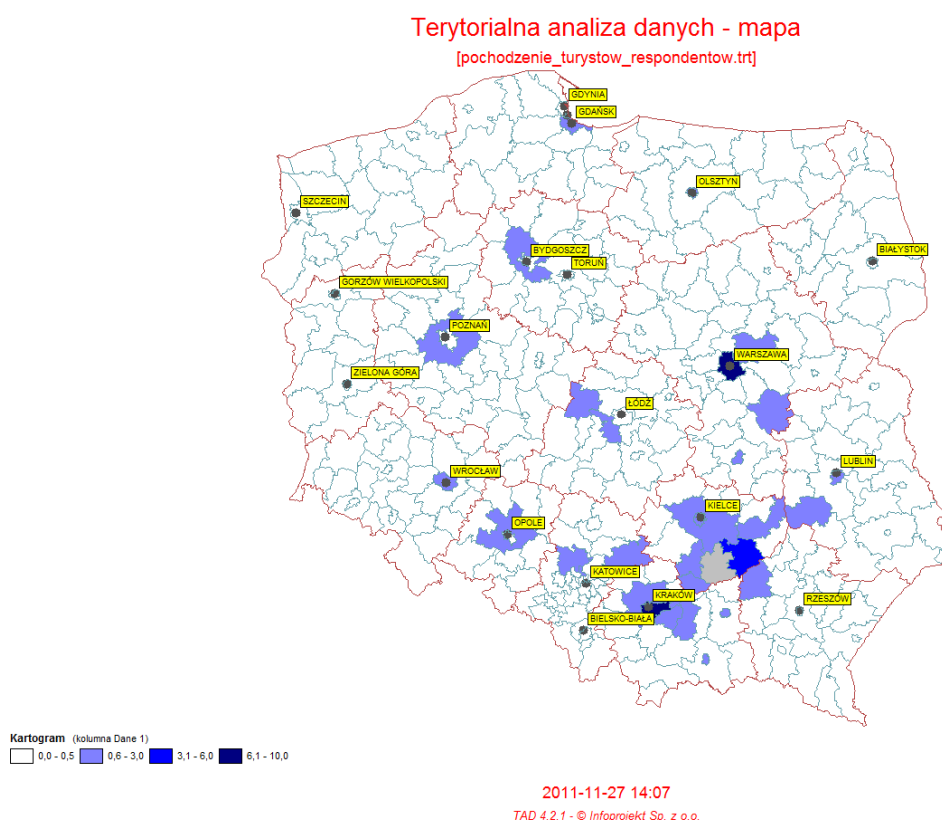 Terytorialna analiza danych - mapa
[pochodzenie_turystow_respondentow.trt]
GDYNIA
GDAŃSK
OLSZTYN
SZCZECIN
BYDGOSZCZ
BIAŁYSTOK
TORUŃ
GORZÓW WIELKOPOLSKI
POZNAŃ
WARSZAWA
ZIELONA GÓRA
ŁÓDŹ
LUBLIN
WROCŁAW
KIELCE
OPOLE
KATOWICE
KRAKÓW
RZESZÓW
BIELSKO-BIAŁA
Kartogram (kolumna Dane 1)
0,0 - 0,5 0,6 - 3,0 3,1 - 6,0 6,1 - 10,0
2011-11-27 14:07
TAD 4.2.1 - © Infoprojekt Sp. z o.o.